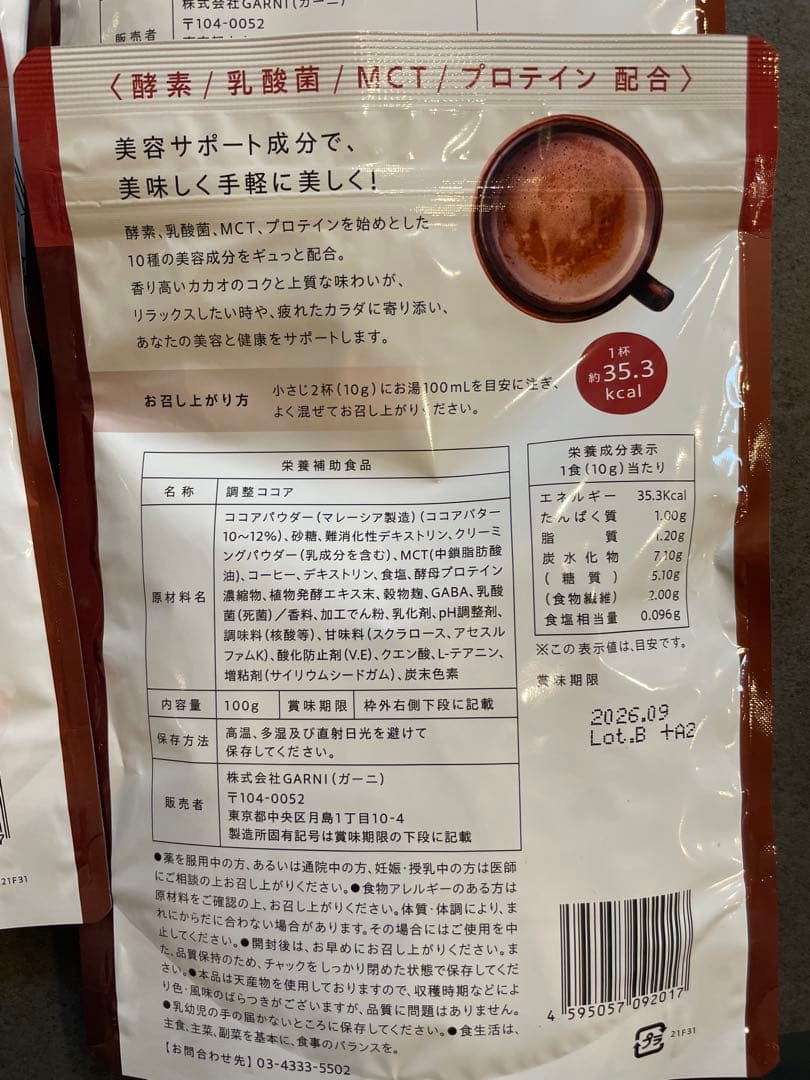 株式会社GARNI(ガーニ)
〒104-0052
販売者
〈酵素/乳酸菌/MCT/プロテイン 配合〉
美容サポート成分で、
美味しく手軽に美しく!
酵素、乳酸菌、MCT、プロテインを始めとした
10種の美容成分をギュっと配合。
香り高いカカオのコクと上質な味わいが、
リラックスしたい時や、疲れたカラダに寄り添い、
あなたの美容と健康をサポートします。
1杯
約35.3
kcal
お召し上がり方
小さじ2杯(10g)にお湯100mLを目安に注ぎ、
よく混ぜてお召し上がりください。
栄養補助食品
名称 調整ココア
原材料名
ココアパウダー(マレーシア製造)(ココアバター
10〜12%)、砂糖、難消化性デキストリン、クリーミ
ングパウダー(乳成分を含む)、MCT(中鎖脂肪酸
油)、コーヒー、デキストリン、食塩、酵母プロテイン
濃縮物、植物発酵エキス末、穀物麹、GABA、乳酸
菌(死菌)/香料、加工でん粉、乳化剤、pH調整剤、
調味料(核酸等)、甘味料(スクラロース、アセスル
ファムK)、酸化防止剤(V.E)、クエン酸、L-テアニン、
増粘剤(サイリウムシードガム)、炭末色素
内容量 100g 賞味期限 枠外右側下段に記載
保存方法
高温、多湿及び直射日光を避けて
保存してください。
販売者
株式会社GARNI(ガーニ)
〒104-0052
東京都中央区月島1丁目10-4
製造所固有記号は賞味期限の下段に記載
栄養成分表示
1食(10g)当たり
エネルギー 35.3Kcal
たんぱく質 1.00g
脂質 1.20g
炭水化物 7.10g
(糖質) 5.10g
(食物繊維) 2.00g
食塩相当量 0.096g
※この表示値は、目安です。
賞味期限
2026.09
Lot.B +A2
●薬を服用中の方、あるいは通院中の方、妊娠・授乳中の方は医師
にご相談の上お召し上がりください。●食物アレルギーのある方は
原材料をご確認の上、お召し上がりください。体質・体調により、ま
れにからだに合わない場合があります。その場合にはご使用を中
止してください。●開封後は、お早めにお召し上がりください。ま
た、品質保持のため、チャックをしっかり閉めた状態で保存してくだ
さい。●本品は天産物を使用しておりますので、収穫時期などによ
り色・風味のばらつきがございますが、品質に問題はありません。
●乳幼児の手の届かないところに保存してください。●食生活は、
主食、主菜、副菜を基本に、食事のバランスを。
【お問合わせ先】03-4333-5502
4 595057 092017
プラ
21F31
21F31